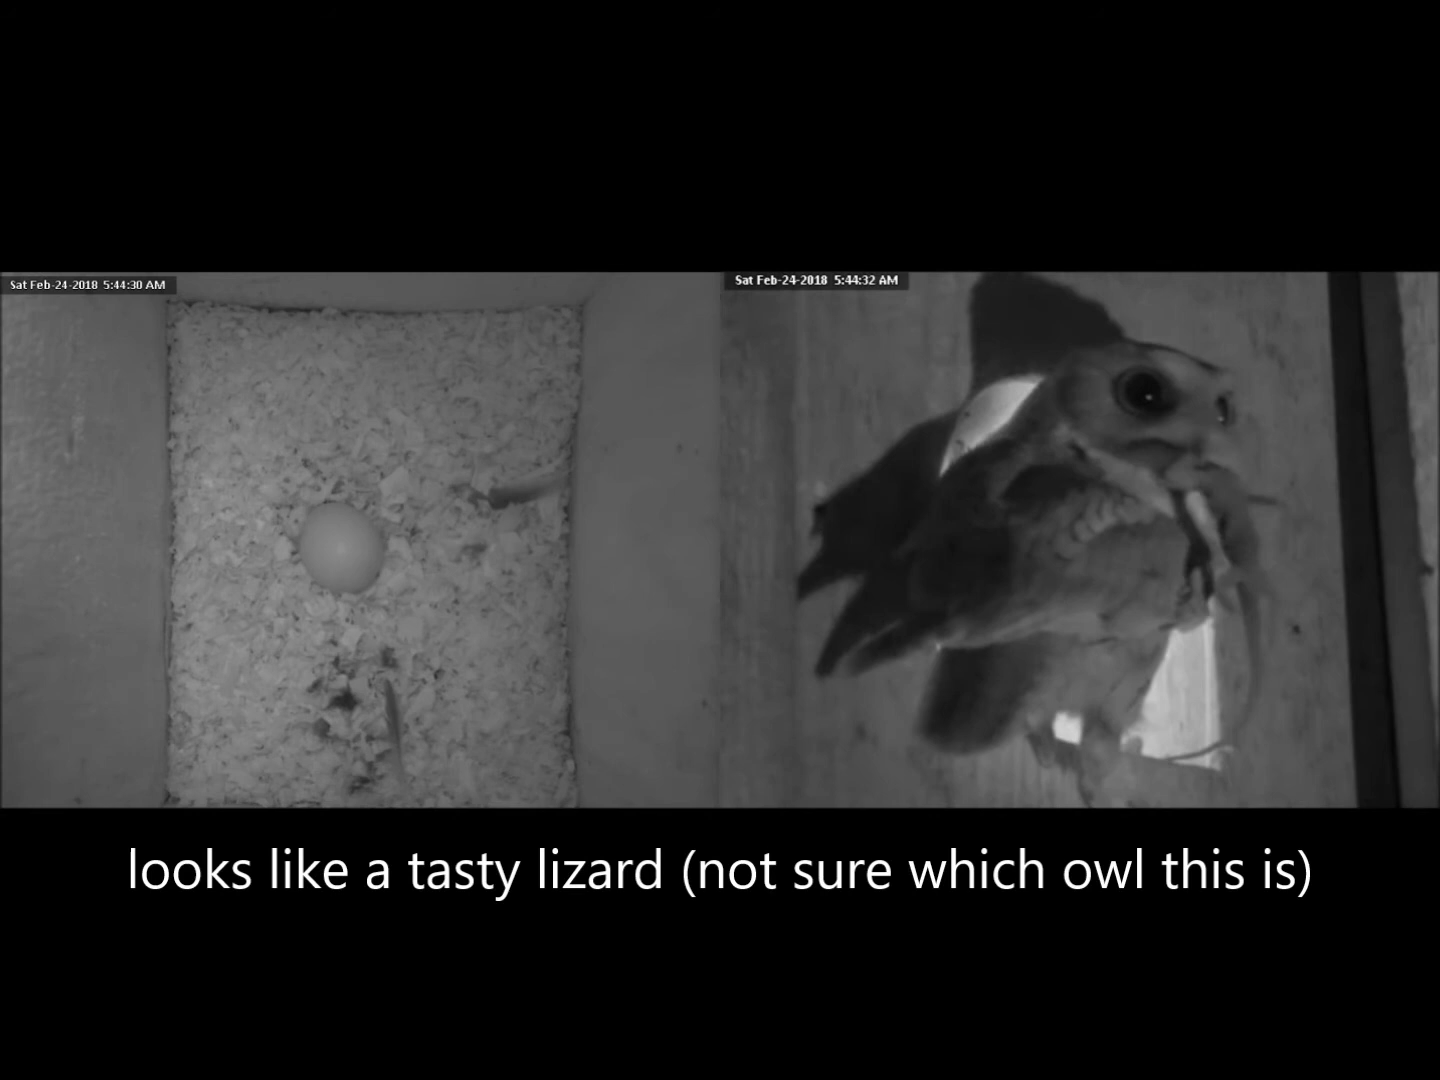 Sat Feb-24-2018 5:44:30 AM
Sat Feb-24-2018 5:44:32 AM
looks like a tasty lizard (not sure which owl this is)